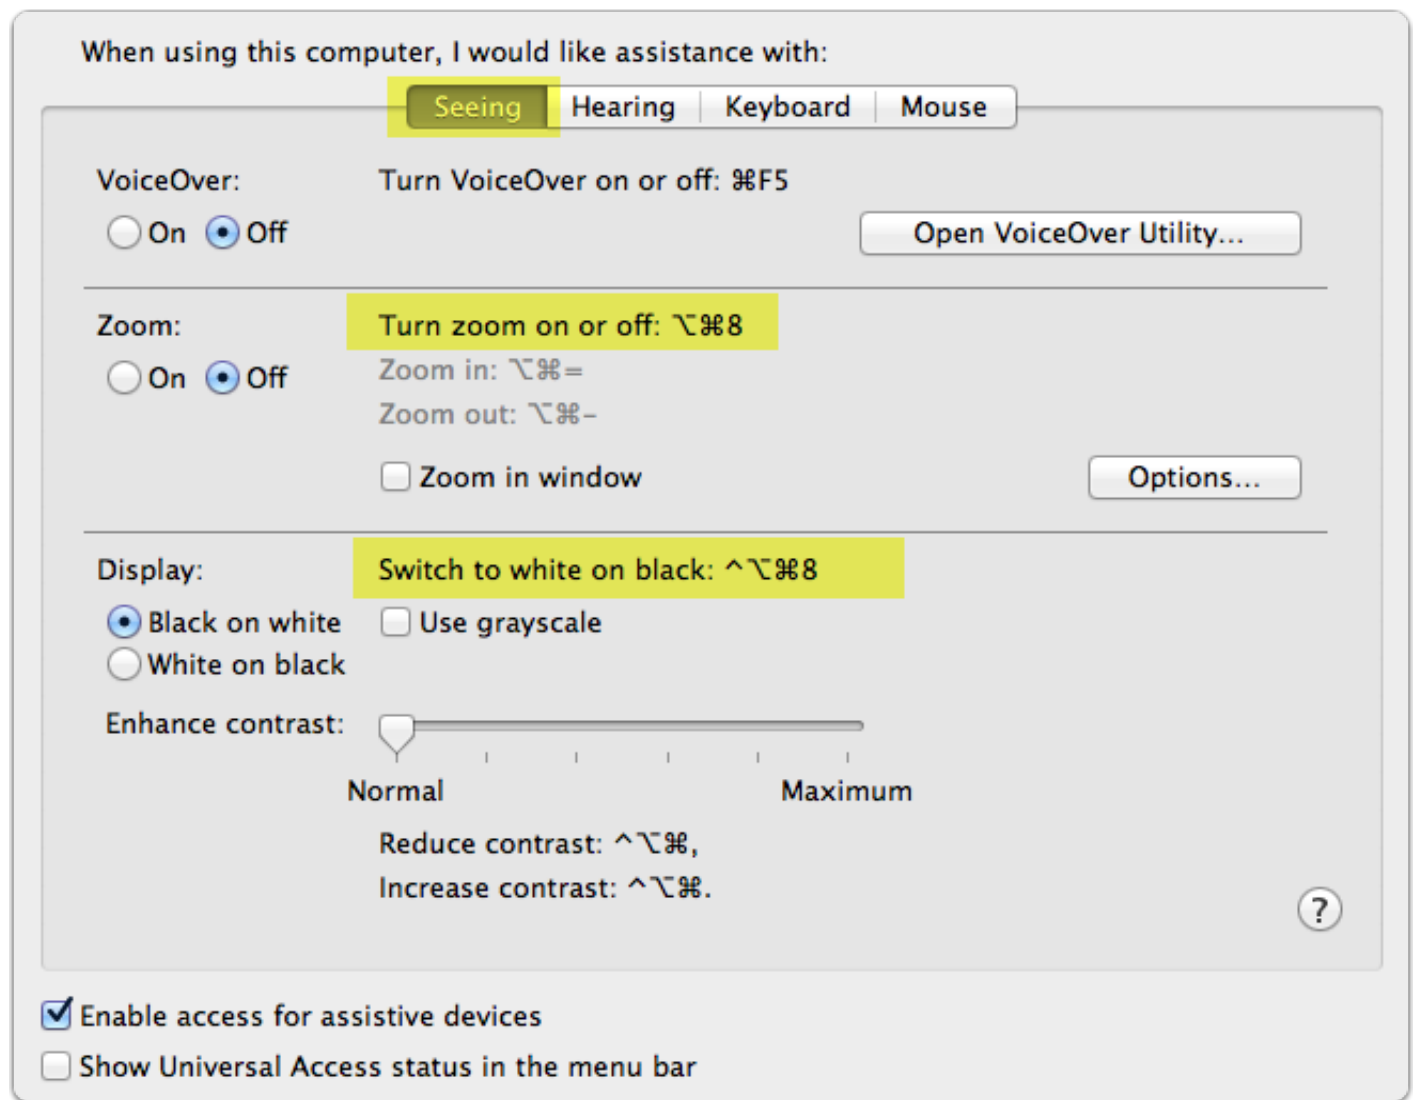 When using this computer, I would like assistance with:
Seeing Hearing Keyboard Mouse
VoiceOver: Turn VoiceOver on or off: ⌘F5
On Off Open VoiceOver Utility...
Zoom: Turn zoom on or off: ⌥⌘8
On Off Zoom in: ⌥⌘=
Zoom out: ⌥⌘-
Zoom in window Options...
Display: Switch to white on black: ^⌥⌘8
Black on white Use grayscale
White on black
Enhance contrast:
Normal Maximum
Reduce contrast: ^⌥⌘,
Increase contrast: ^⌥⌘.
?
Enable access for assistive devices
Show Universal Access status in the menu bar